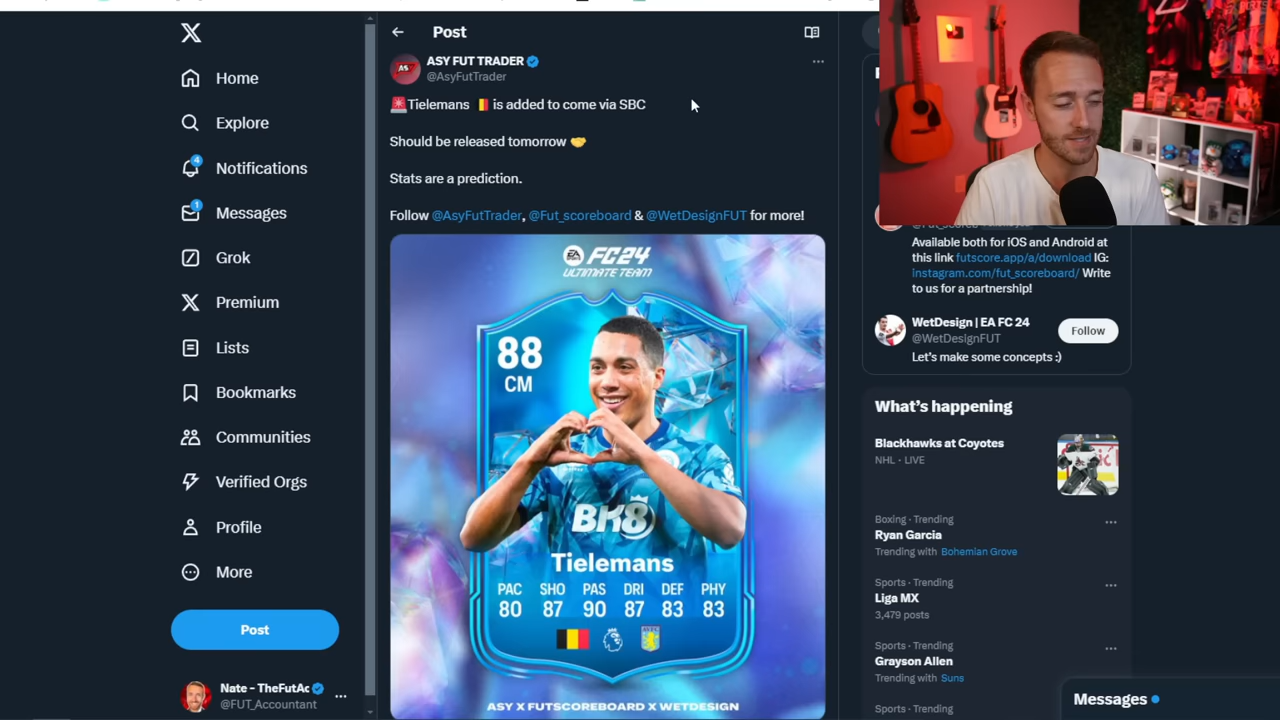 Home
Explore
4
Notifications
1
Messages
Grok
Premium
Lists
Bookmarks
Communities
Verified Orgs
Profile
More
Post
Nate - TheFutAc
@FUT_Accountant
Post
ASY FUT TRADER
@AsyFutTrader
🚨Tielemans 🇧🇪 is added to come via SBC
Should be released tomorrow 🤝
Stats are a prediction.
Follow @AsyFutTrader, @Fut_scoreboard & @WetDesignFUT for more!
EA SPORTS FC24
ULTIMATE TEAM
88
CM
BK8
Tielemans
PAC SHO PAS DRI DEF PHY
80 87 90 87 83 83
ASY X FUTSCOREBOARD X WETDESIGN
Available both for iOS and Android at
this link futscore.app/a/download IG:
instagram.com/fut_scoreboard/ Write
to us for a partnership!
WetDesign | EA FC 24
@WetDesignFUT
Follow
Let's make some concepts :)
What's happening
Blackhawks at Coyotes
NHL · LIVE
Boxing · Trending
Ryan Garcia
Trending with Bohemian Grove
Sports · Trending
Liga MX
3,479 posts
Sports · Trending
Grayson Allen
Trending with Suns
Messages